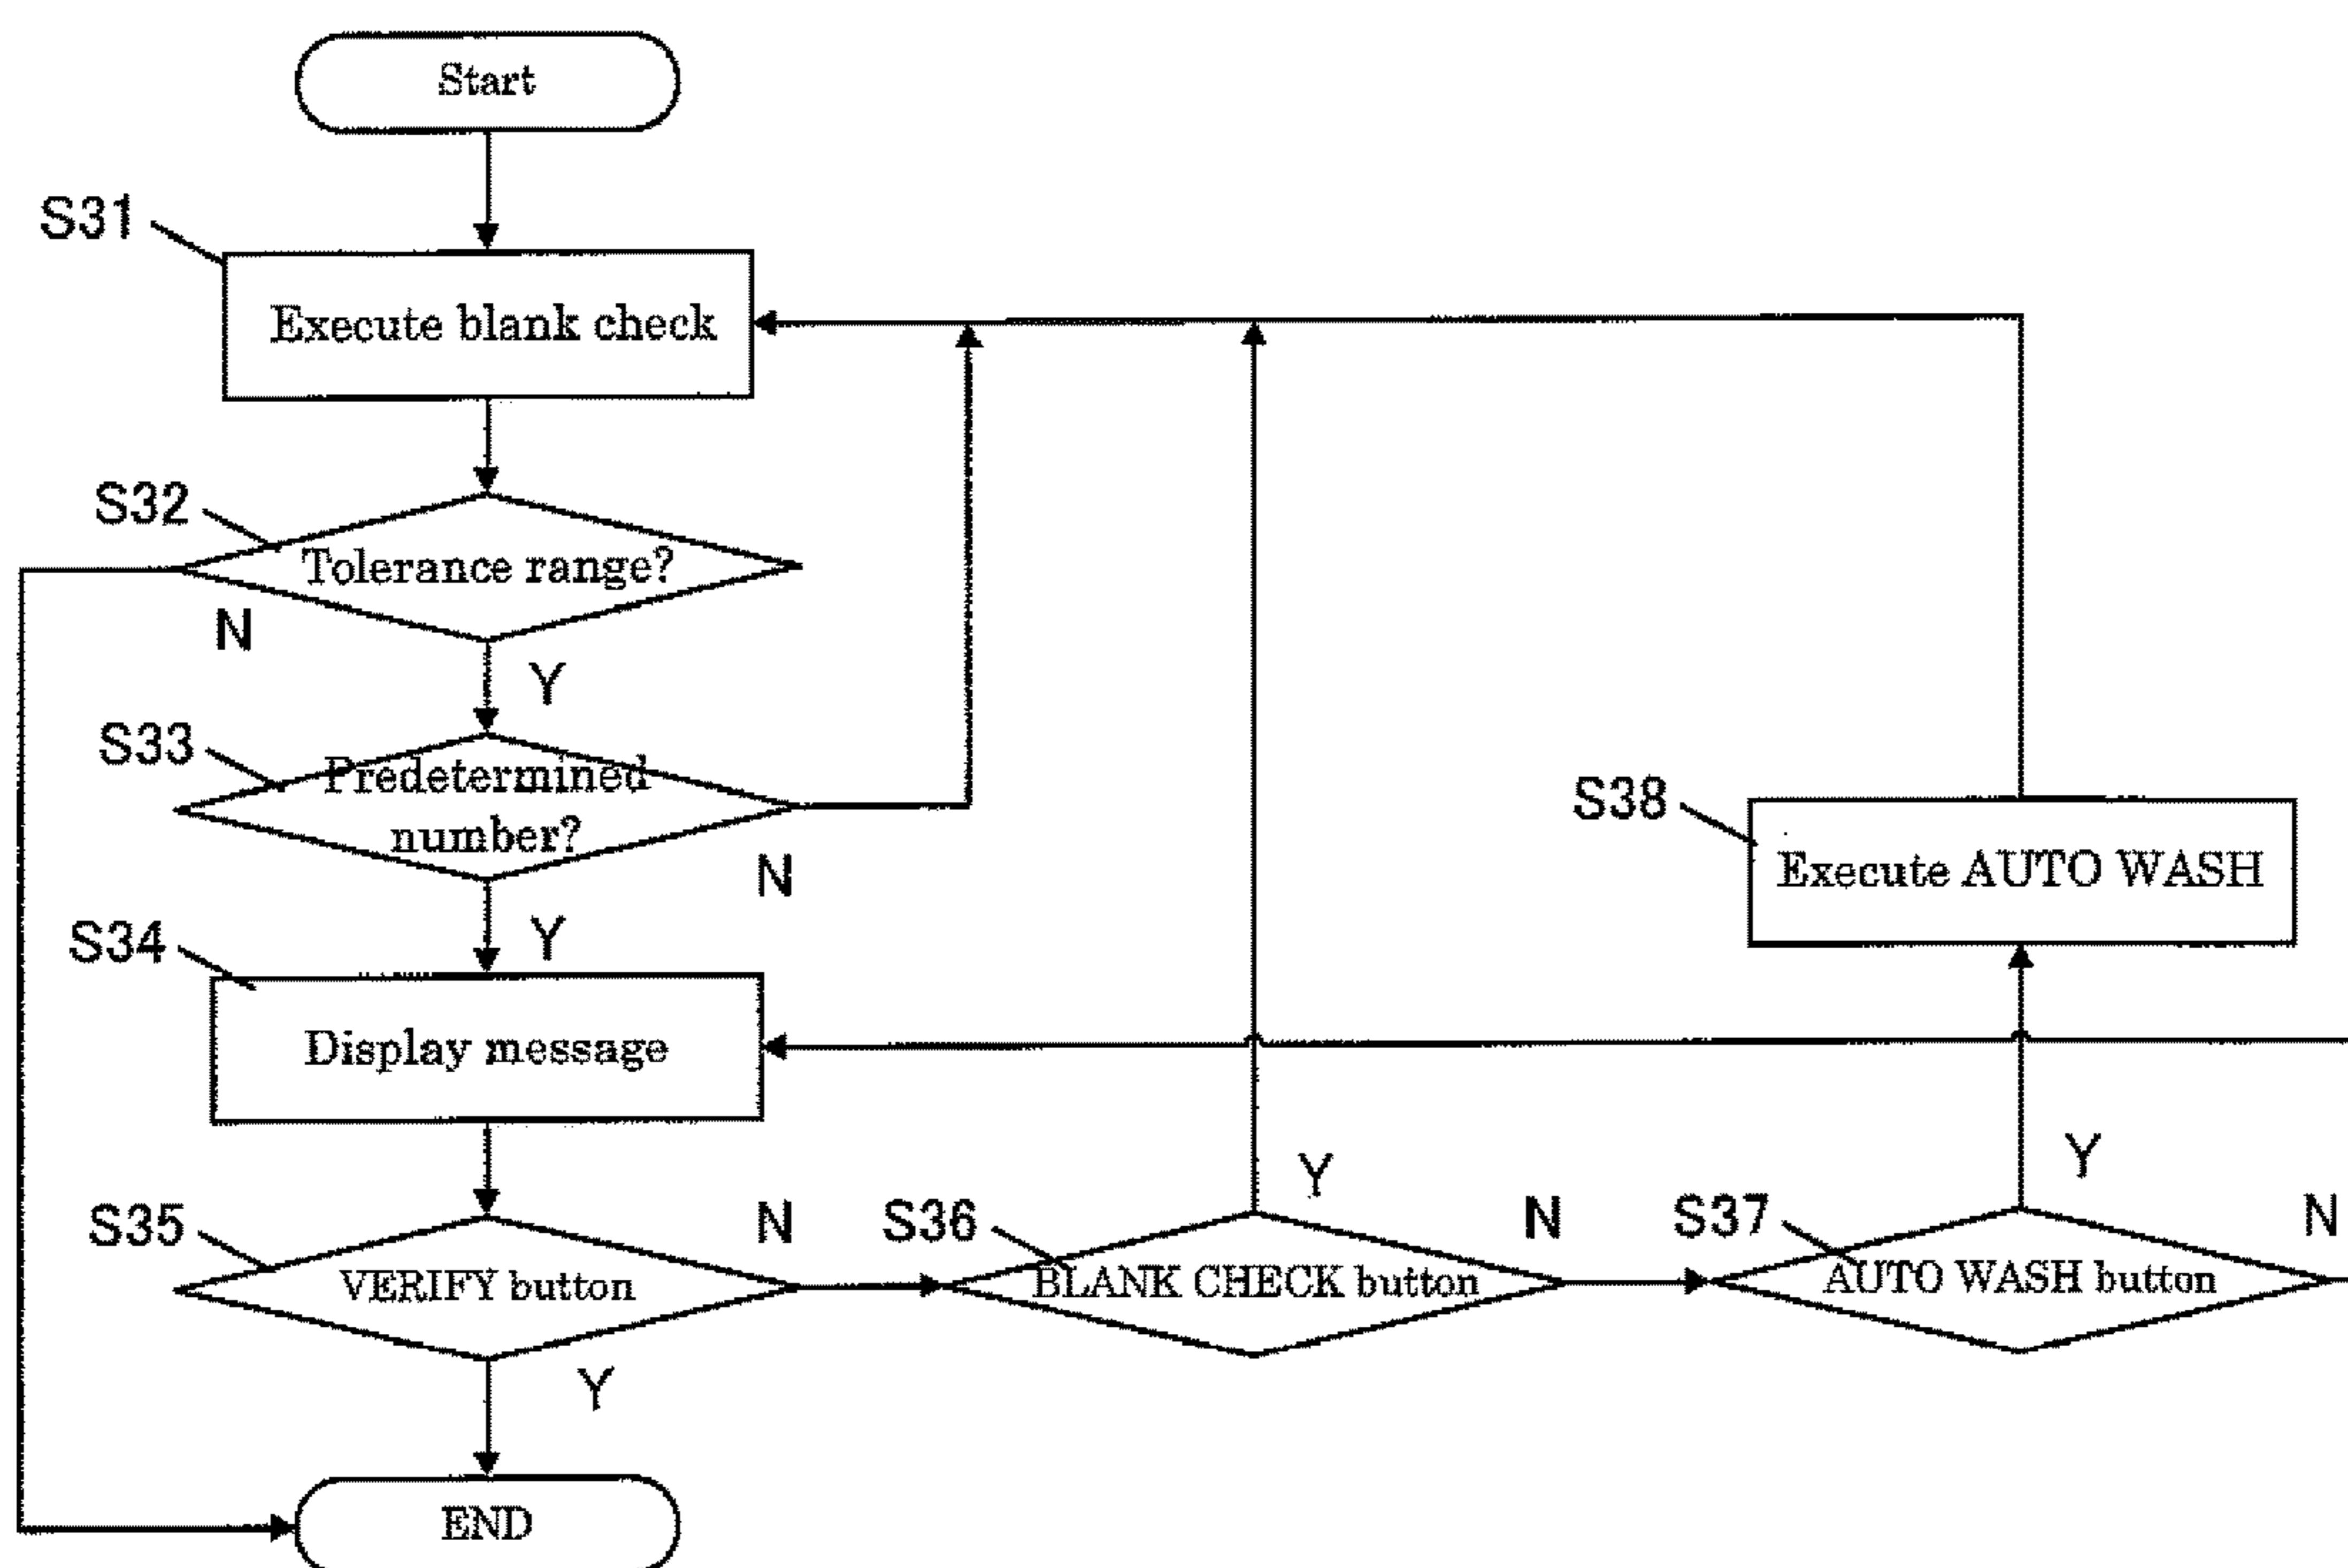 Start
S31
Execute blank check
S32
Tolerance range?
N
Y
S33
Predetermined
number?
N
Y
S34
Display message
S35
VERIFY button
N
Y
S36
BLANK CHECK button
Y
N
S37
AUTO WASH button
Y
N
S38
Execute AUTO WASH
END